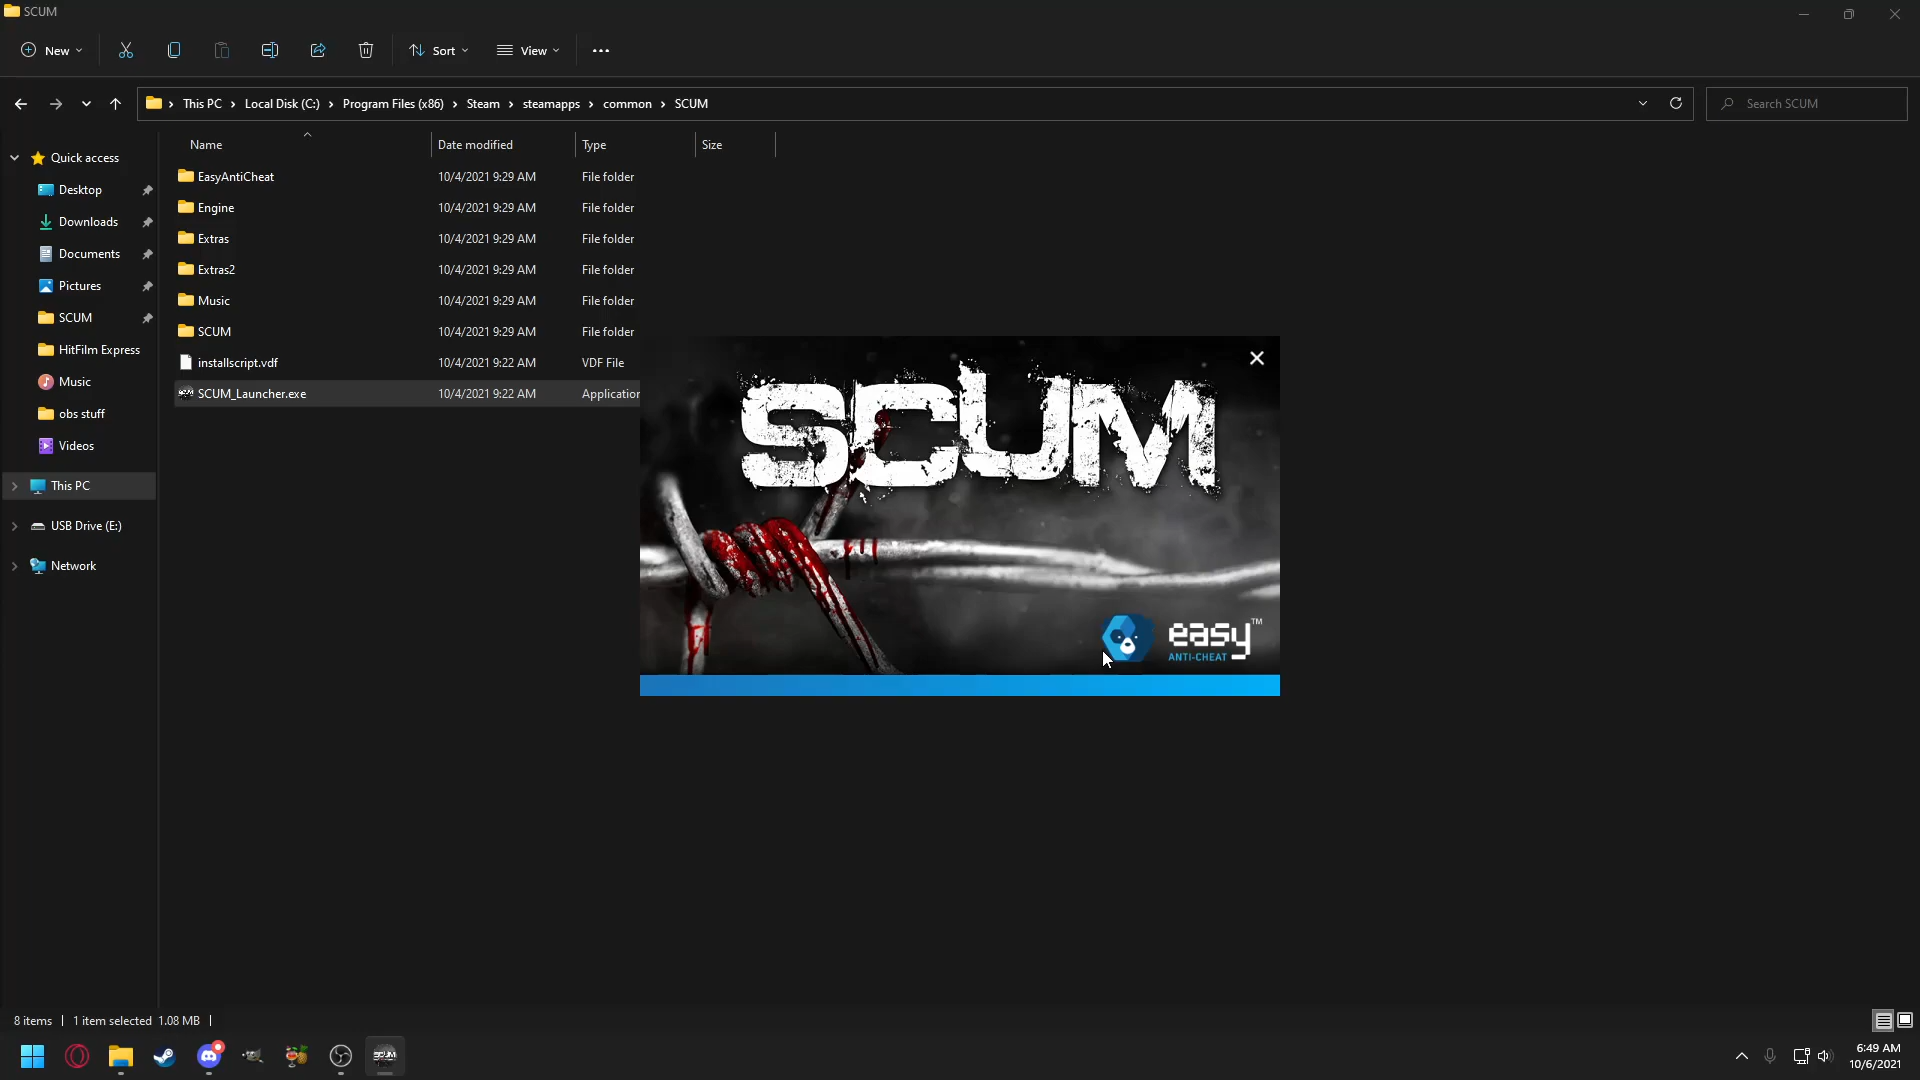 SCUM
New
Sort
View
This PC
Local Disk (C:)
Program Files (x86)
Steam
steamapps
common
SCUM
Search SCUM
Name
Date modified
Type
Size
Quick access
Desktop
Downloads
Documents
Pictures
SCUM
HitFilm Express
Music
obs stuff
Videos
This PC
USB Drive (E:)
Network
EasyAntiCheat 10/4/2021 9:29 AM File folder
Engine 10/4/2021 9:29 AM File folder
Extras 10/4/2021 9:29 AM File folder
Extras2 10/4/2021 9:29 AM File folder
Music 10/4/2021 9:29 AM File folder
SCUM 10/4/2021 9:29 AM File folder
installscript.vdf 10/4/2021 9:22 AM VDF File
SCUM_Launcher.exe 10/4/2021 9:22 AM Application
SCUM
easy™
ANTI-CHEAT
8 items
1 item selected 1.08 MB
SCUM
6:49 AM
10/6/2021